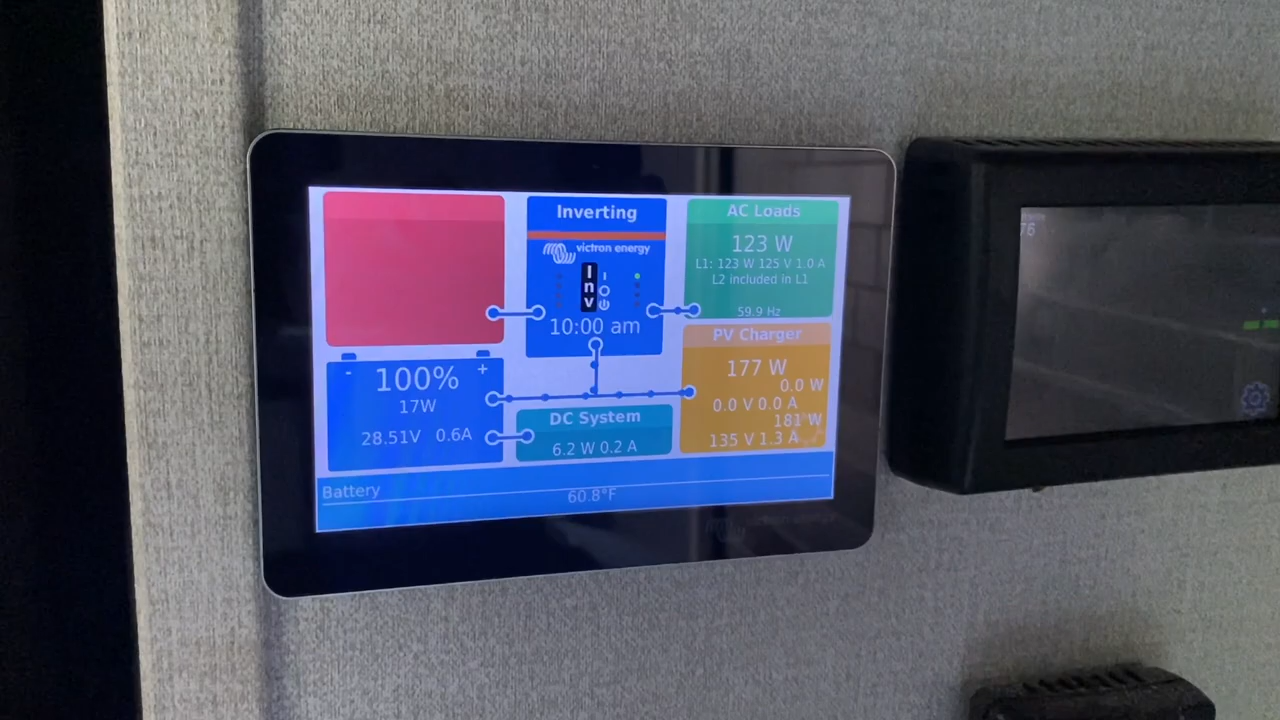 Inverting
victron energy
Inv
I
10:00 am
AC Loads
123 W
L1: 123 W 125 V 1.0 A
L2 included in L1
59.9 Hz
PV Charger
177 W
0.0 W
0.0 V 0.0 A
181 W
135 V 1.3 A
- +
100%
17W
28.51V 0.6A
DC System
6.2 W 0.2 A
Battery
60.8°F
76